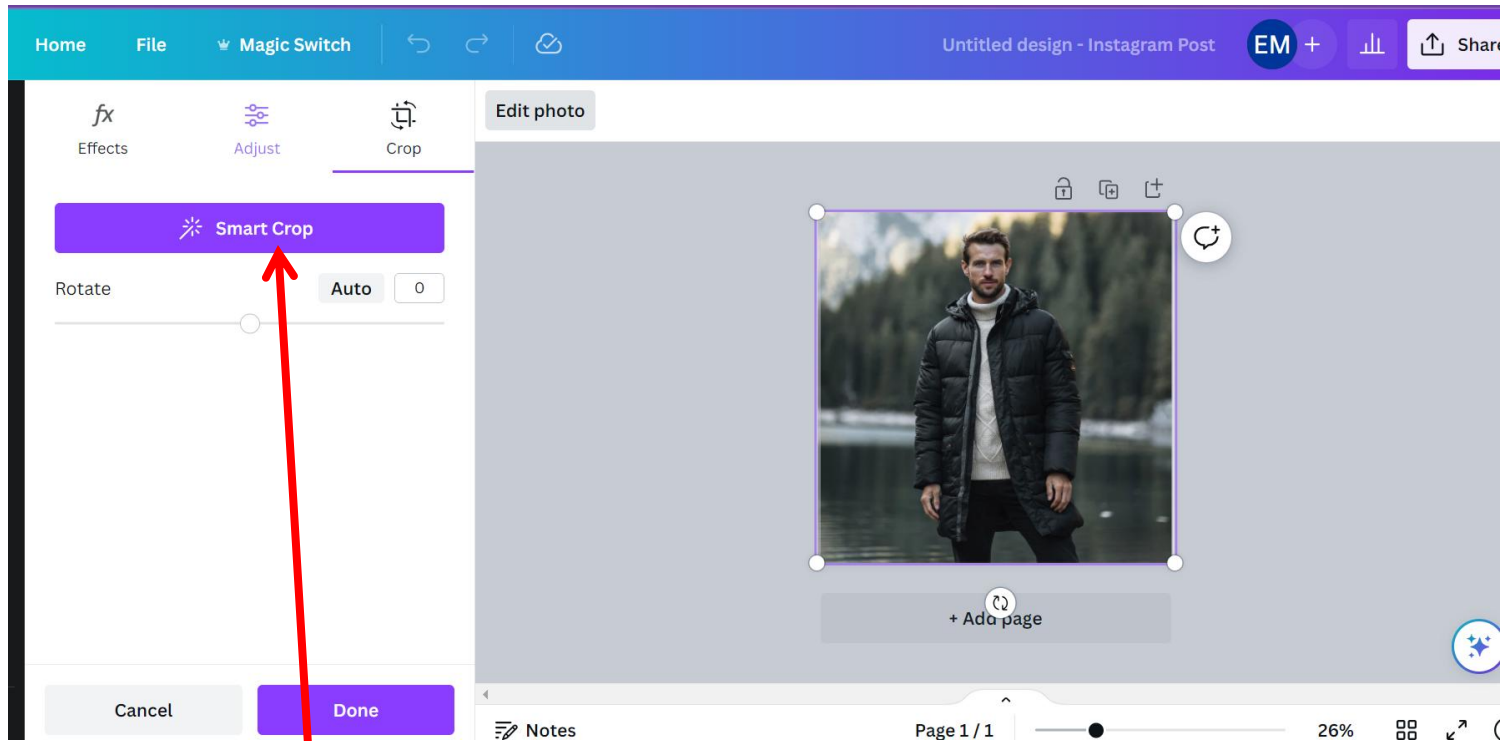 Home File Magic Switch Untitled design - Instagram Post EM + Share
fx
Effects Adjust Crop
Edit photo
Smart Crop
Rotate Auto 0
+ Add page
Cancel Done
Notes Page 1 / 1 26%